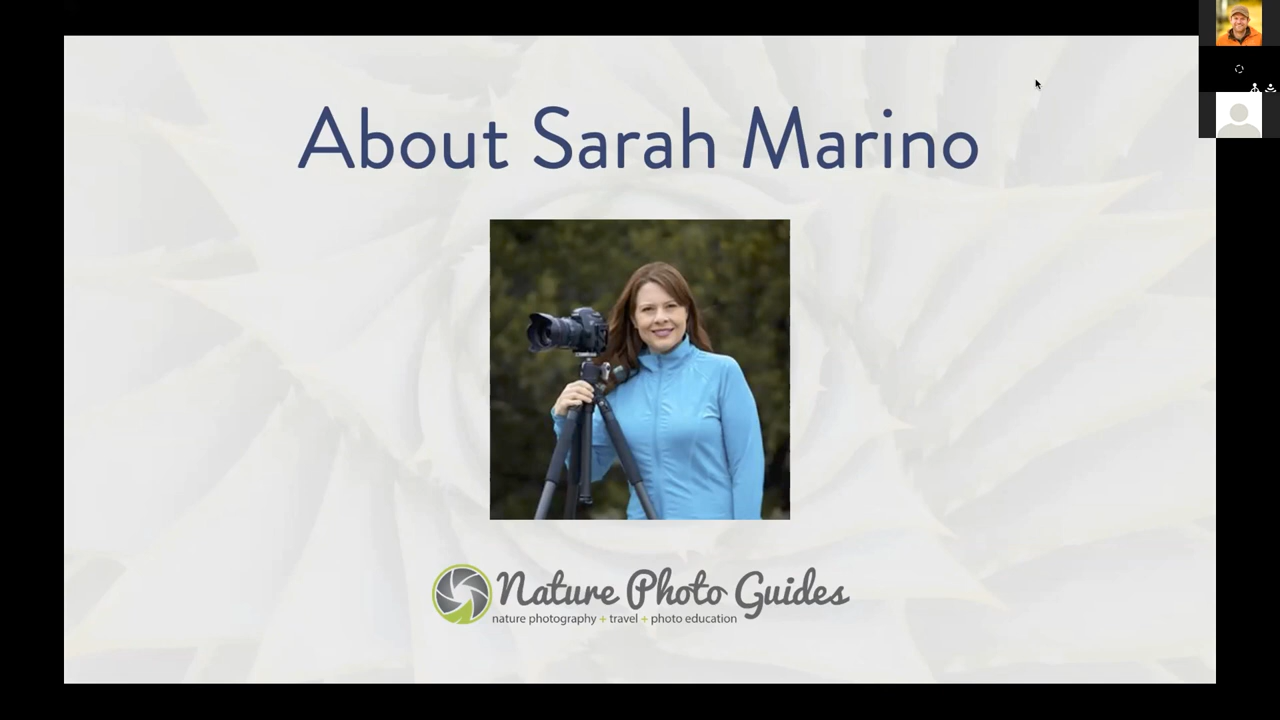 About Sarah Marino
Nature Photo Guides
nature photography + travel + photo education